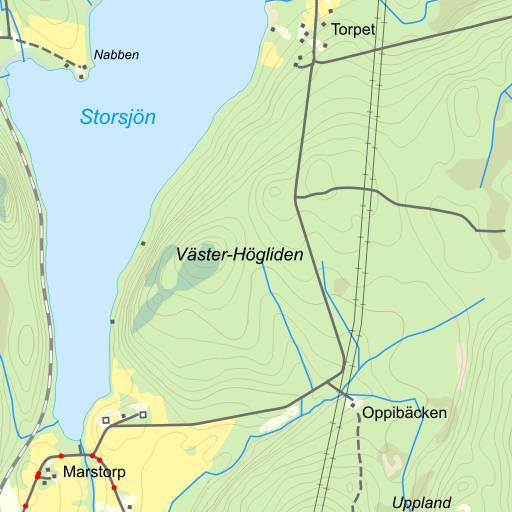 Torpet
Nabben
Storsjön
Väster-Högliden
Oppibäcken
Marstorp
Uppland